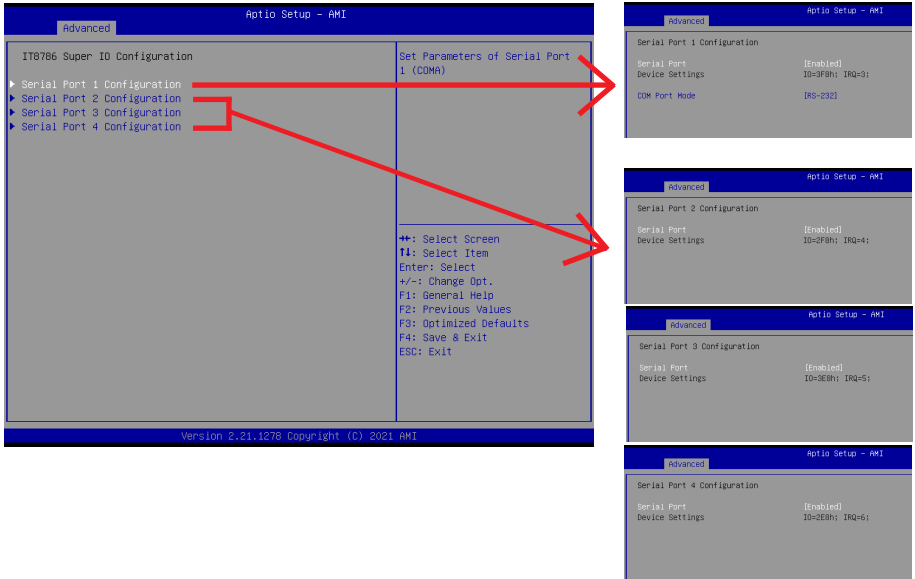 Aptio Setup - AMI
Advanced
IT8786 Super IO Configuration
Serial Port 1 Configuration
Serial Port 2 Configuration
Serial Port 3 Configuration
Serial Port 4 Configuration
Set Parameters of Serial Port
1 (COMA)
→←: Select Screen
↑↓: Select Item
Enter: Select
+/-: Change Opt.
F1: General Help
F2: Previous Values
F3: Optimized Defaults
F4: Save & Exit
ESC: Exit
Version 2.21.1278 Copyright (C) 2021 AMI
Aptio Setup - AMI
Advanced
Serial Port 1 Configuration
Serial Port [Enabled]
Device Settings IO=3F8h; IRQ=3;
COM Port Mode [RS-232]
Aptio Setup - AMI
Advanced
Serial Port 2 Configuration
Serial Port [Enabled]
Device Settings IO=2F8h; IRQ=4;
Aptio Setup - AMI
Advanced
Serial Port 3 Configuration
Serial Port [Enabled]
Device Settings IO=3E8h; IRQ=5;
Aptio Setup - AMI
Advanced
Serial Port 4 Configuration
Serial Port [Enabled]
Device Settings IO=2E8h; IRQ=6;